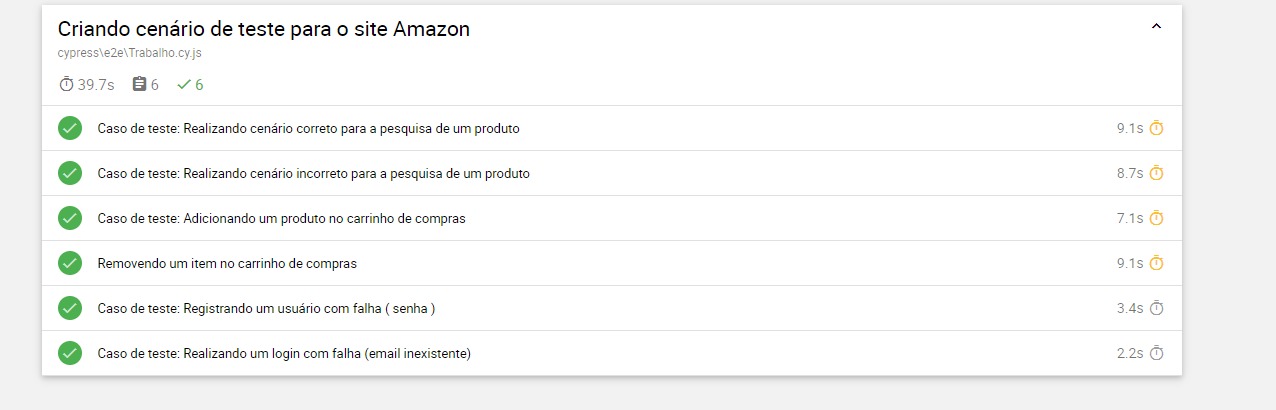 Criando cenário de teste para o site Amazon
cypress\e2e\Trabalho.cy.js
39.7s 6 6
Caso de teste: Realizando cenário correto para a pesquisa de um produto 9.1s
Caso de teste: Realizando cenário incorreto para a pesquisa de um produto 8.7s
Caso de teste: Adicionando um produto no carrinho de compras 7.1s
Removendo um item no carrinho de compras 9.1s
Caso de teste: Registrando um usuário com falha ( senha ) 3.4s
Caso de teste: Realizando um login com falha (email inexistente) 2.2s